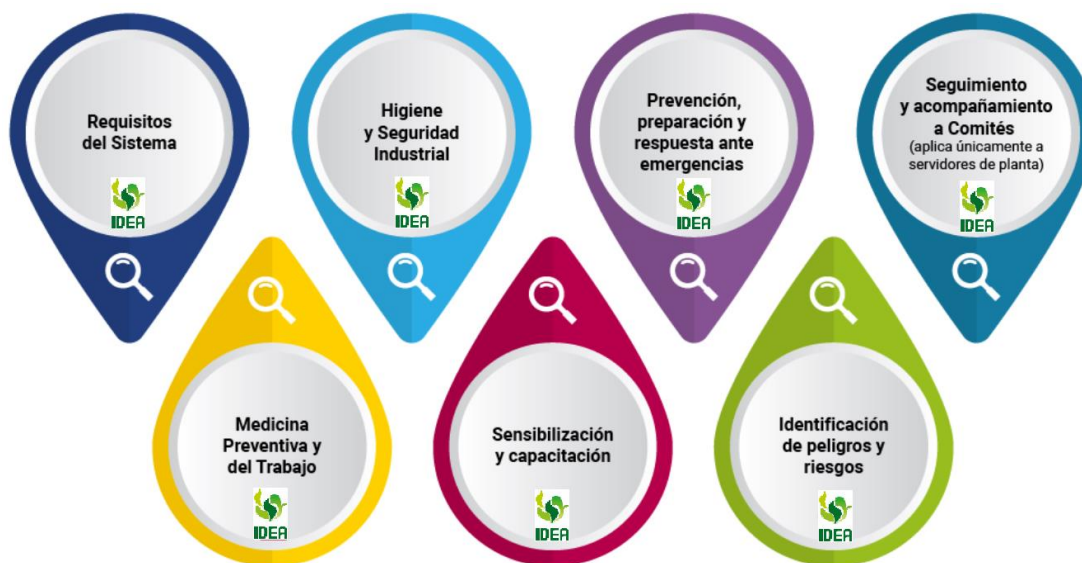 Requisitos
del Sistema
IDEA
Higiene
y Seguridad
Industrial
IDEA
Prevención,
preparación y
respuesta ante
emergencias
IDEA
Seguimiento
y acompañamiento
a Comités
(aplica únicamente a
servidores de planta)
IDEA
Medicina
Preventiva y
del Trabajo
IDEA
Sensibilización
y capacitación
IDEA
Identificación
de peligros y
riesgos
IDEA